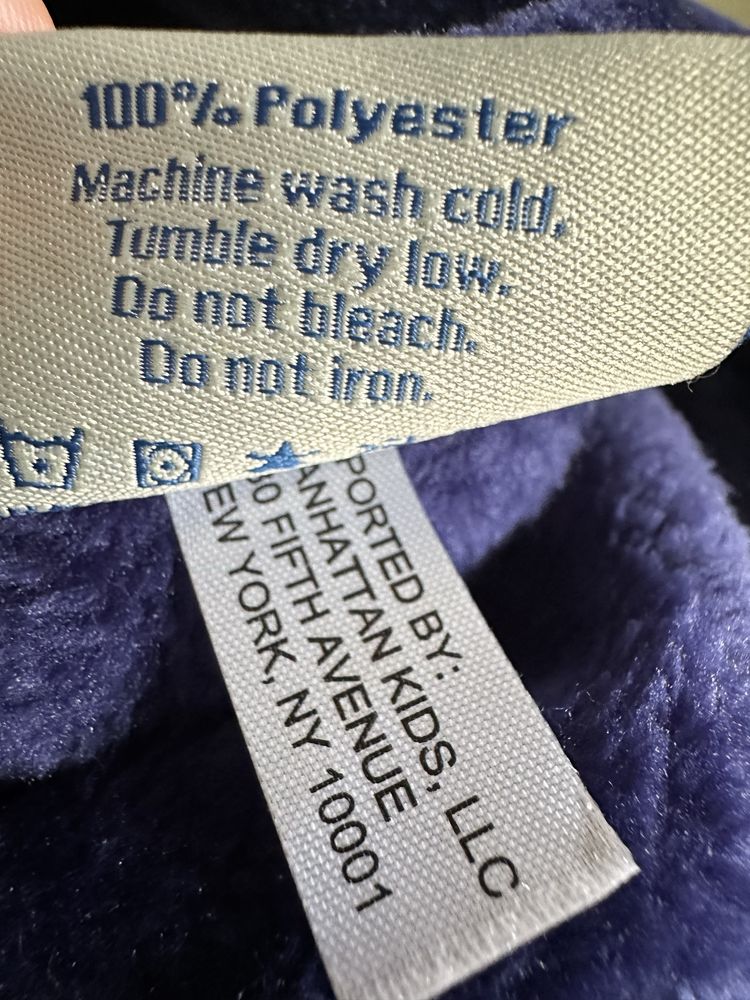 100% Polyester
Machine wash cold.
Tumble dry low.
Do not bleach.
Do not iron.
PORTED BY:
ANHATTAN KIDS, LLC
0 FIFTH AVENUE
EW YORK, NY 10001